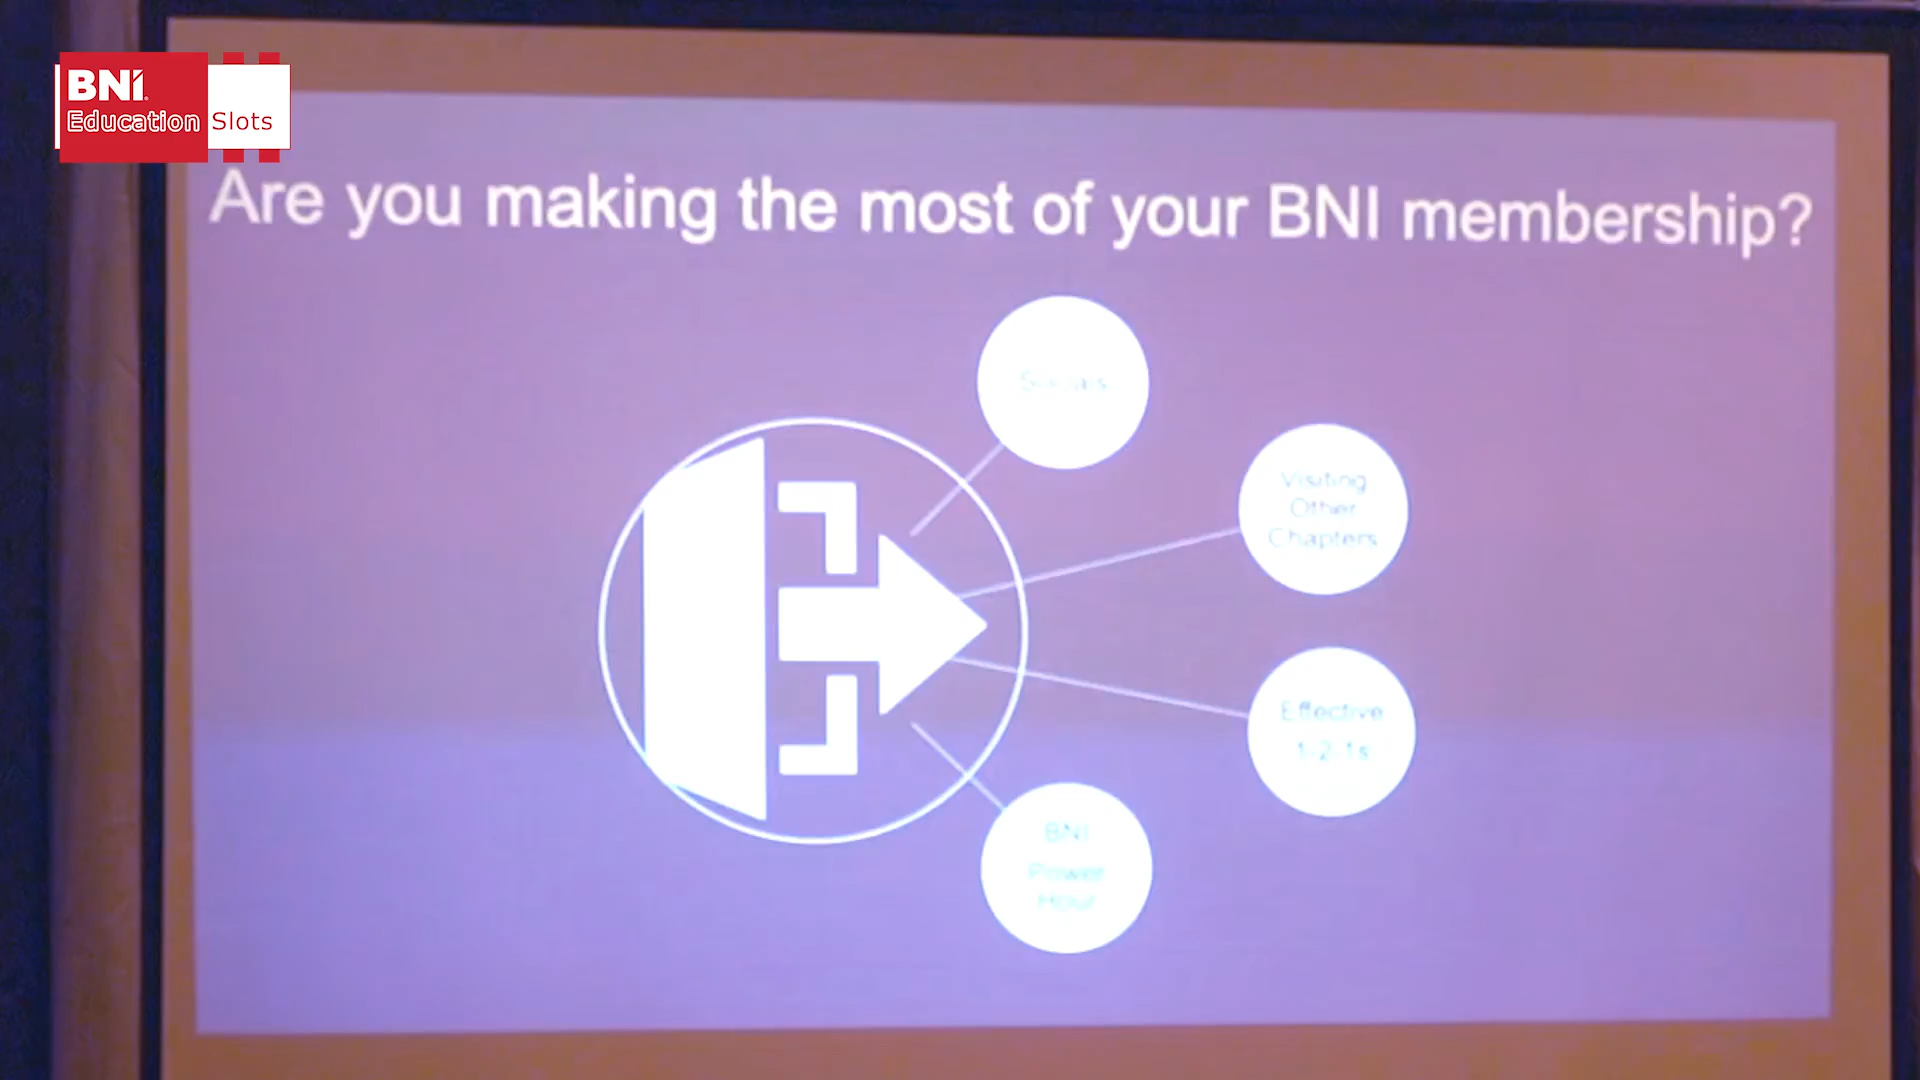 BNI
Education Slots
Are you making the most of your BNI membership?
Socials
Visiting
Other
Chapters
Effective
1-2-1s
BNI
Power
Hour